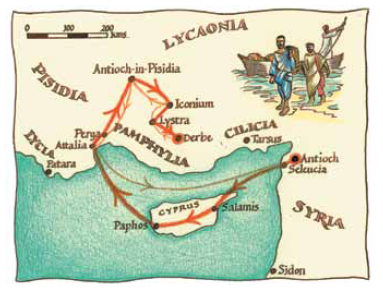 0 100 200
kms.
LYCAONIA
PISIDIA
Antioch-in-Pisidia
Iconium
Lystra
Derbe
Perga
PAMPHYLIA
CILICIA
Attalia
Tarsus
LYCIA
Patara
Antioch
Seleucia
CYPRUS
Salamis
SYRIA
Paphos
Sidon